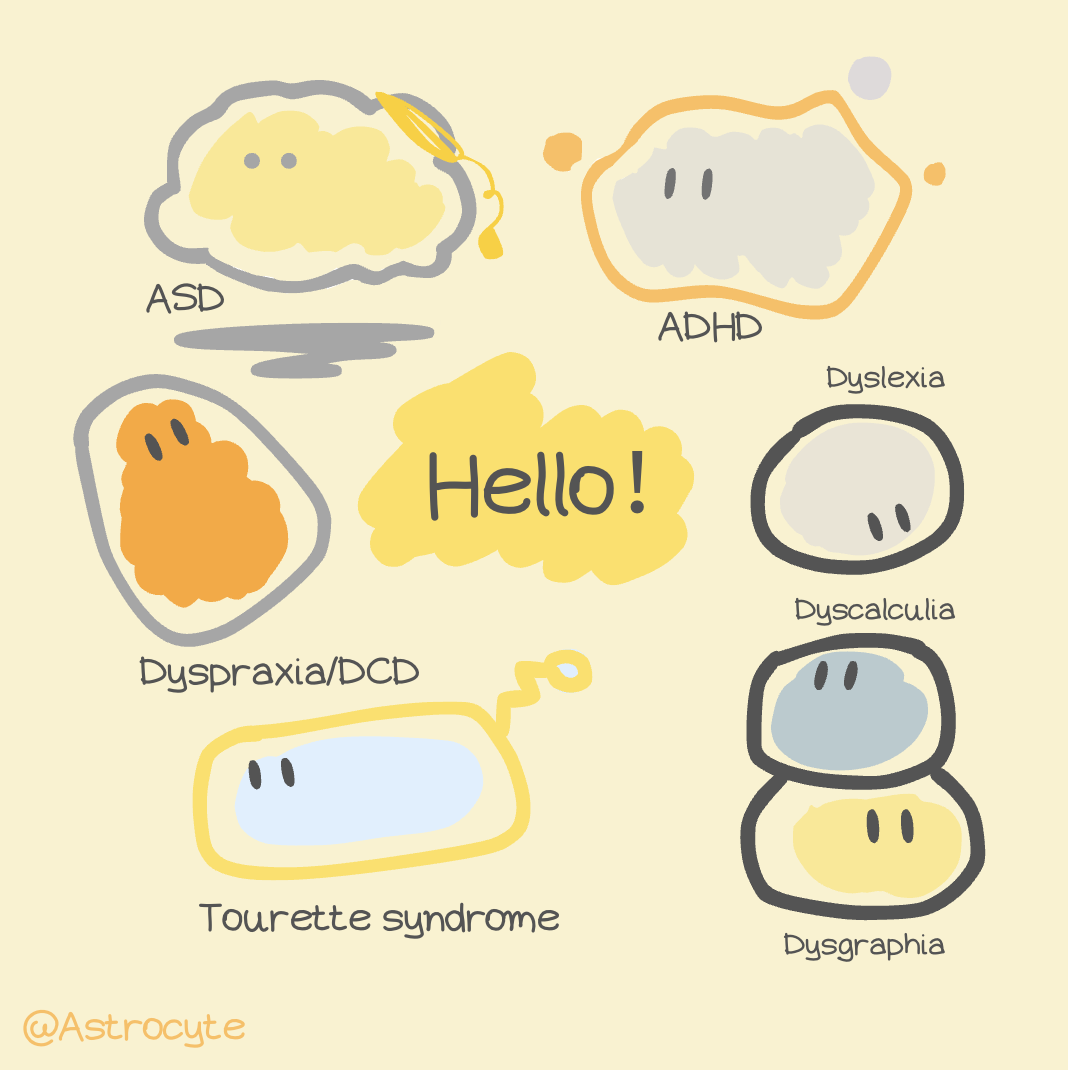 ASD
ADHD
Dyslexia
Hello!
Dyscalculia
Dyspraxia/DCD
Tourette syndrome
Dysgraphia
@Astrocyte